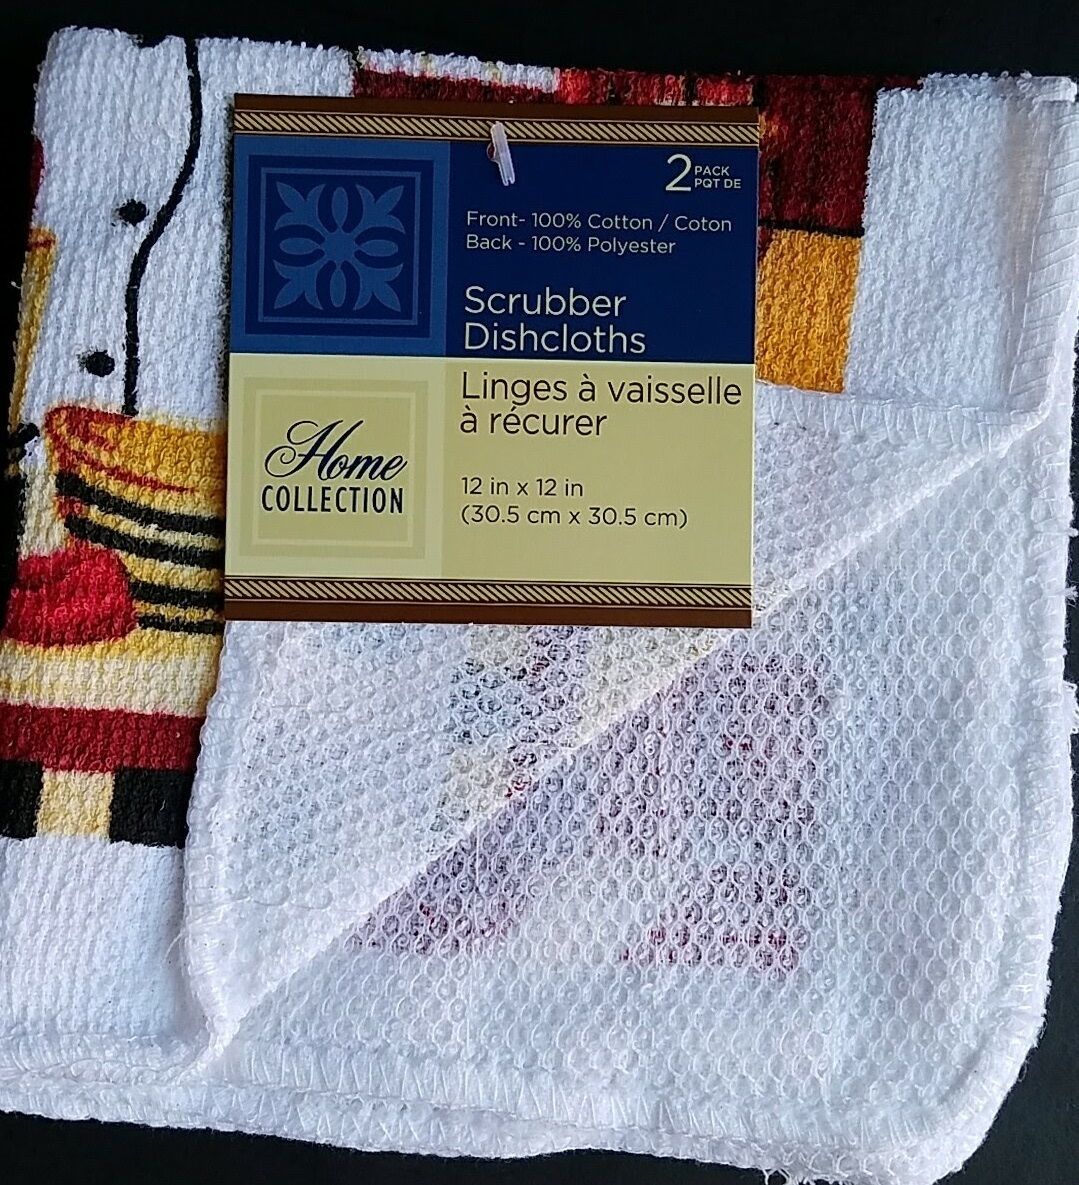 2 PACK
PQT DE
Front- 100% Cotton / Coton
Back - 100% Polyester
Scrubber
Dishcloths
Linges à vaisselle
à récurer
Home
COLLECTION
12 in x 12 in
(30.5 cm x 30.5 cm)